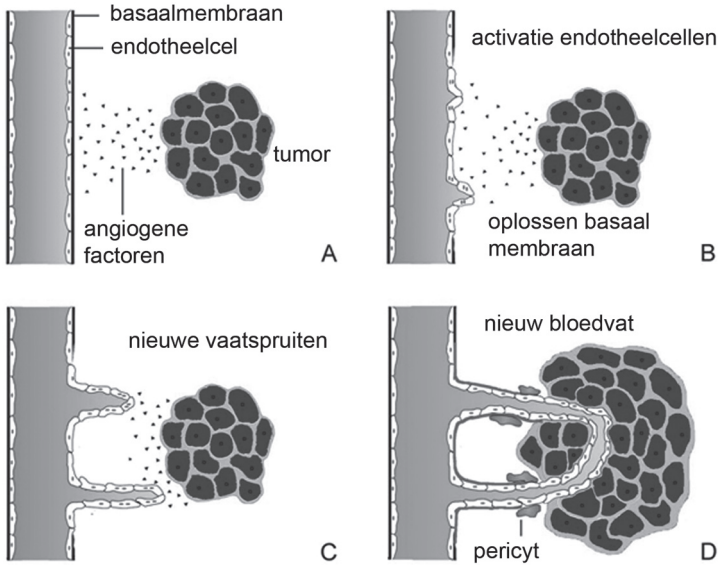 basaalmembraan
endotheelcel
tumor
angiogene
factoren
A
activatie endotheelcellen
oplossen basaal
membraan
B
nieuwe vaatspruiten
C
nieuw bloedvat
pericyt
D